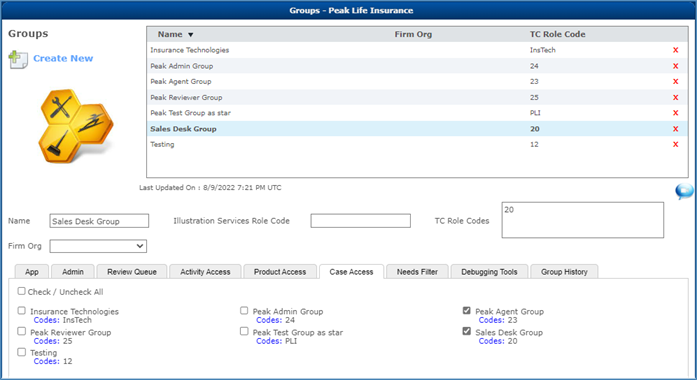 Groups - Peak Life Insurance
Groups
Create New
Name ▼ Firm Org TC Role Code
Insurance Technologies InsTech X
Peak Admin Group 24 X
Peak Agent Group 23 X
Peak Reviewer Group 25 X
Peak Test Group as star PLI X
Sales Desk Group 20 X
Testing 12 X
Last Updated On : 8/9/2022 7:21 PM UTC
Name Sales Desk Group Illustration Services Role Code TC Role Codes 20
Firm Org
App Admin Review Queue Activity Access Product Access Case Access Needs Filter Debugging Tools Group History
Check / Uncheck All
Insurance Technologies Peak Admin Group Peak Agent Group
Codes: InsTech Codes: 24 Codes: 23
Peak Reviewer Group Peak Test Group as star Sales Desk Group
Codes: 25 Codes: PLI Codes: 20
Testing
Codes: 12